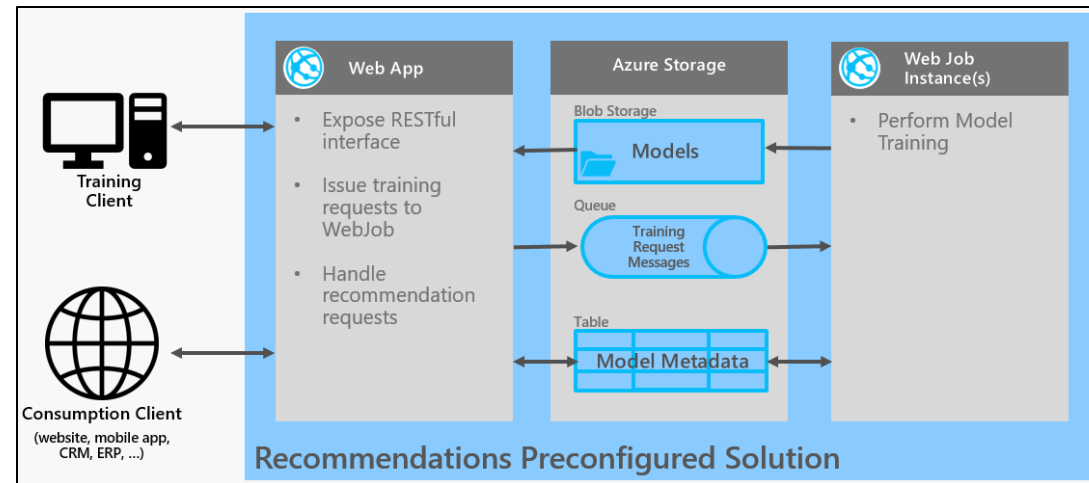 Training
Client
Consumption Client
(website, mobile app,
CRM, ERP, ...)
Web App
• Expose RESTful
interface
• Issue training
requests to
WebJob
• Handle
recommendation
requests
Azure Storage
Blob Storage
Models
Queue
Training
Request
Messages
Table
Model Metadata
Web Job
Instance(s)
• Perform Model
Training
Recommendations Preconfigured Solution